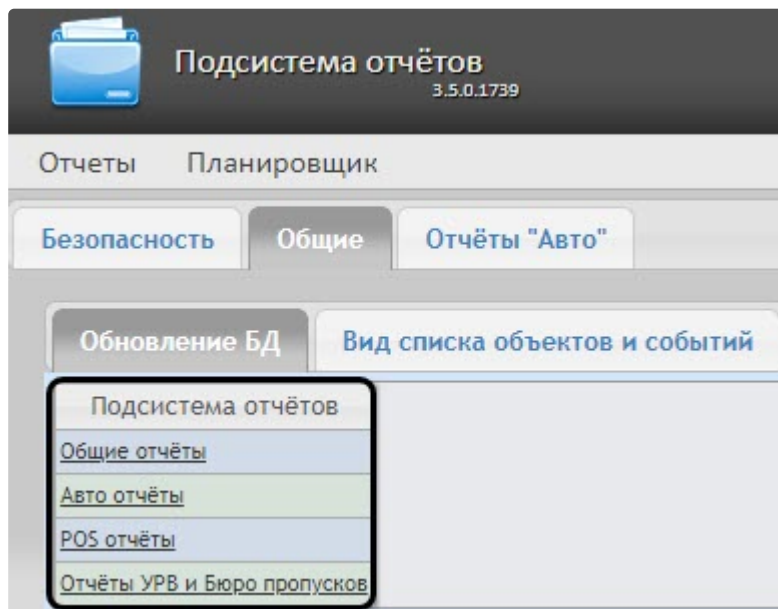 Подсистема отчётов
3.5.0.1739
Отчеты Планировщик
Безопасность Общие Отчёты "Авто"
Обновление БД Вид списка объектов и событий
Подсистема отчётов
Общие отчёты
Авто отчёты
POS отчёты
Отчёты УРВ и Бюро пропусков